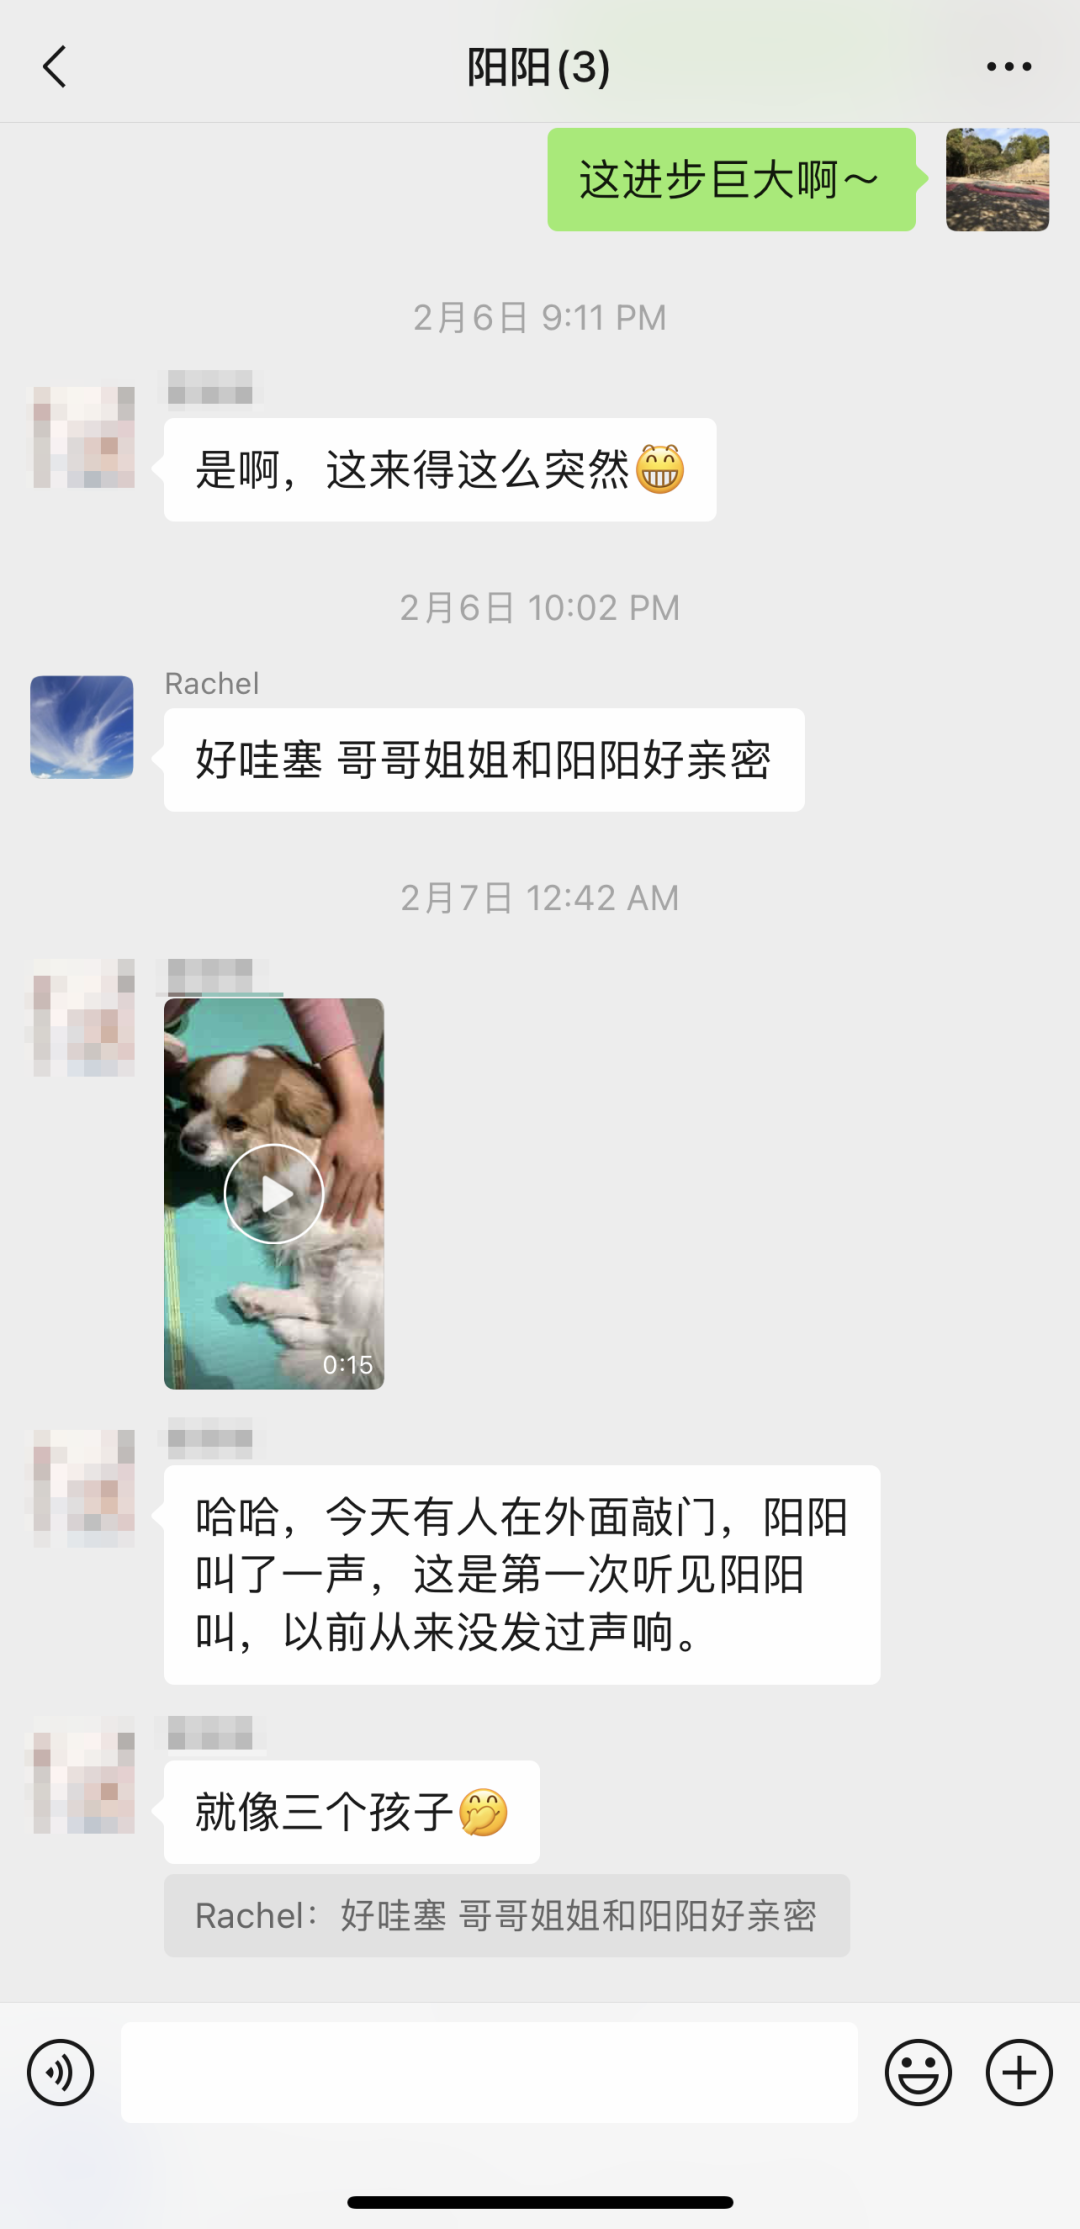 阳阳(3)
这进步巨大啊～
2月6日 9:11 PM
是啊，这来得这么突然😁
2月6日 10:02 PM
Rachel
好哇塞 哥哥姐姐和阳阳好亲密
2月7日 12:42 AM
0:15
哈哈，今天有人在外面敲门，阳阳
叫了一声，这是第一次听见阳阳
叫，以前从来没发过声响。
就像三个孩子🤭
Rachel：好哇塞 哥哥姐姐和阳阳好亲密